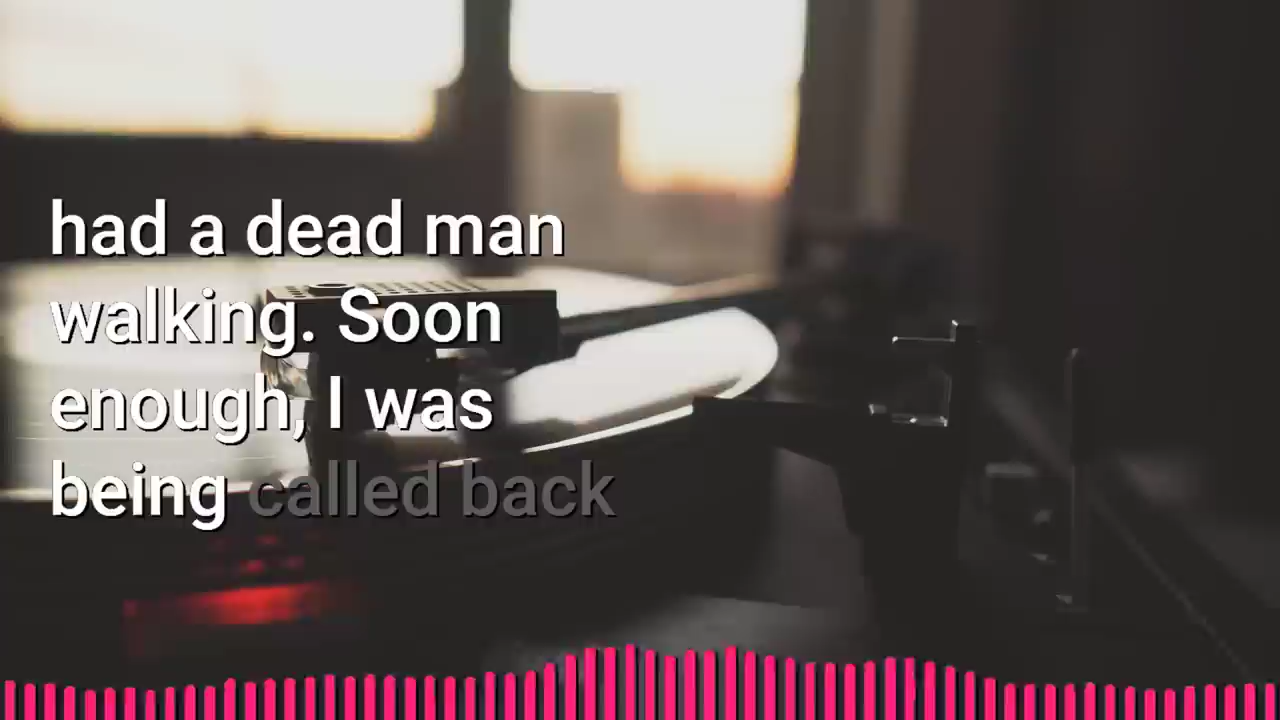 had a dead man
walking. Soon
enough, I was
being called back